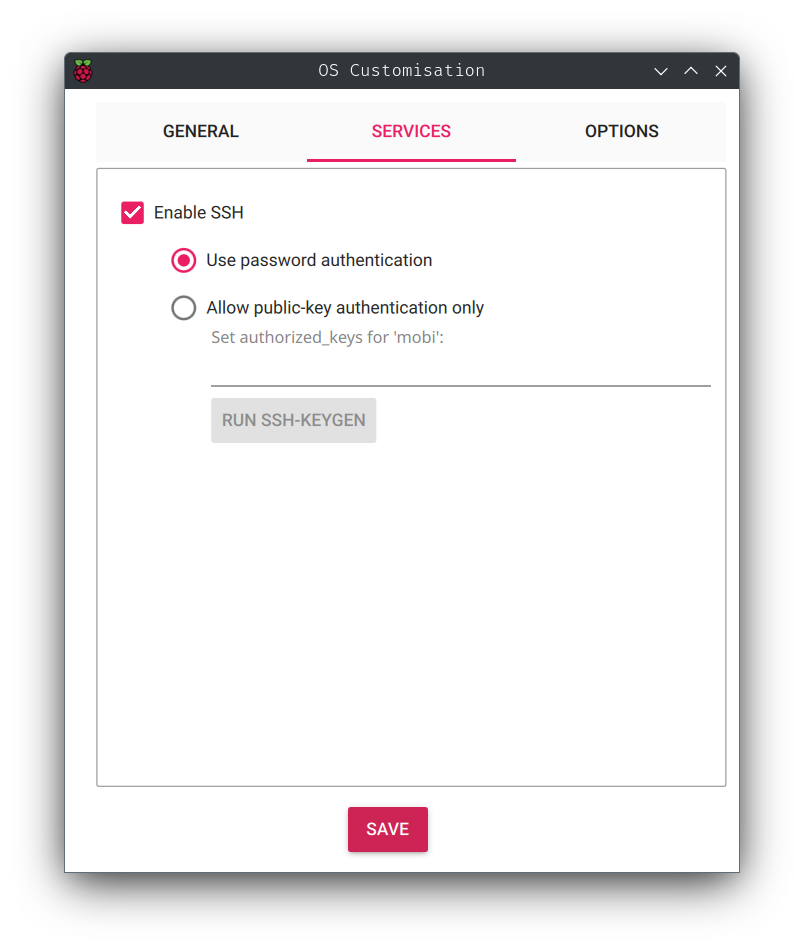 OS Customisation
GENERAL
SERVICES
OPTIONS
Enable SSH
Use password authentication
Allow public-key authentication only
Set authorized_keys for 'mobi':
RUN SSH-KEYGEN
SAVE